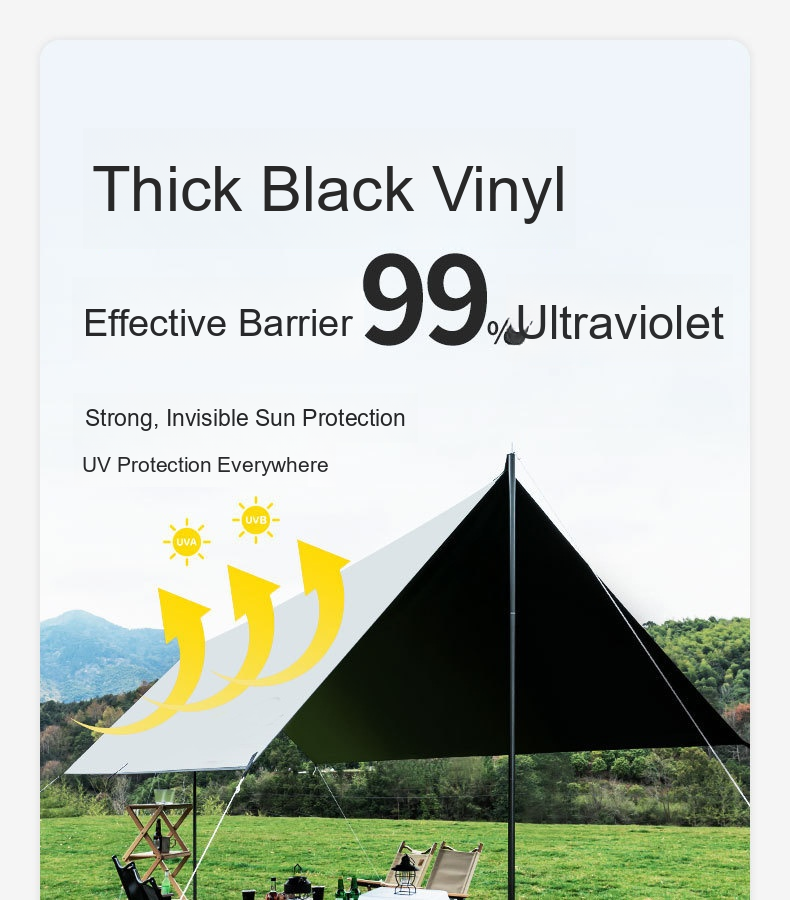 Thick Black Vinyl
Effective Barrier 99% Ultraviolet
Strong, Invisible Sun Protection
UV Protection Everywhere
UVB
UVA